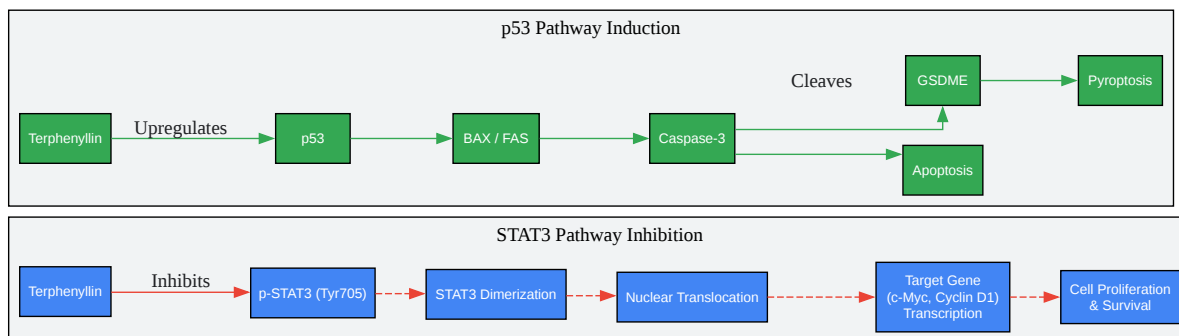 p53 Pathway Induction
Cleaves
GSDME
Pyroptosis
Terphenyllin
Upregulates
p53
BAX / FAS
Caspase-3
Apoptosis
STAT3 Pathway Inhibition
Terphenyllin
Inhibits
p-STAT3 (Tyr705)
STAT3 Dimerization
Nuclear Translocation
Target Gene
(c-Myc, Cyclin D1)
Transcription
Cell Proliferation
& Survival